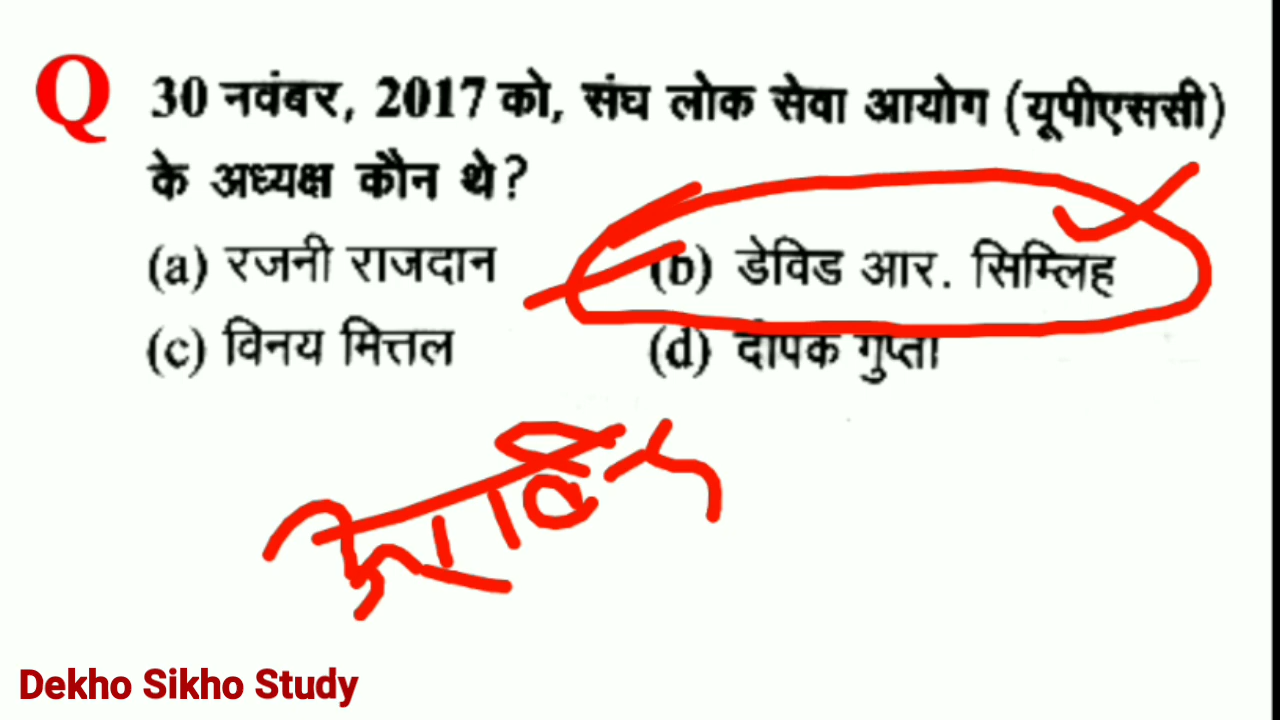 Q 30 नवंबर, 2017 को, संघ लोक सेवा आयोग (यूपीएससी)
के अध्यक्ष कौन थे?
(a) रजनी राजदान (b) डेविड आर. सिम्लिह
(c) विनय मित्तल (d) दीपक गुप्ता
Dekho Sikho Study